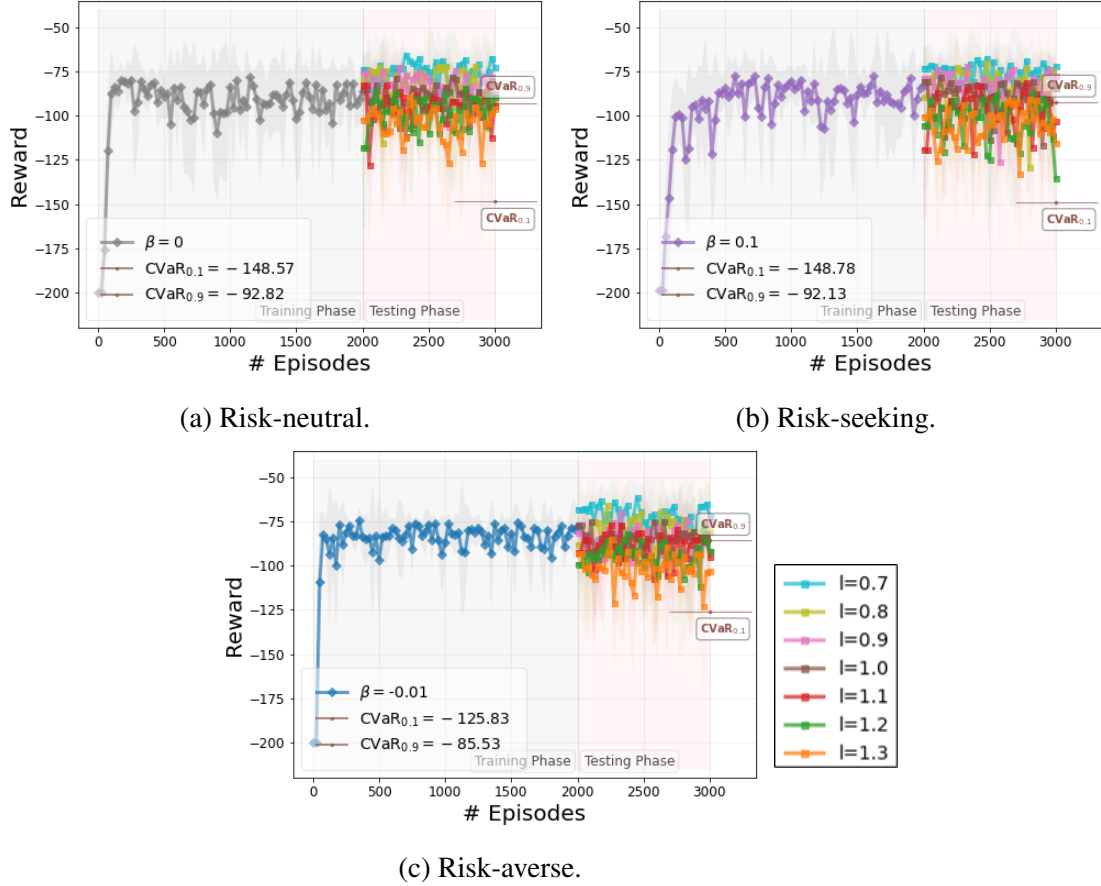 −50
−75
−100
−125
−150
−175
−200
Reward
CVaR0.9
CVaR0.1
β = 0
CVaR0.1 = − 148.57
CVaR0.9 = − 92.82
Training Phase
Testing Phase
0 500 1000 1500 2000 2500 3000
# Episodes
(a) Risk-neutral.
−50
−75
−100
−125
−150
−175
−200
Reward
CVaR0.9
CVaR0.1
β = 0.1
CVaR0.1 = − 148.78
CVaR0.9 = − 92.13
Training Phase
Testing Phase
0 500 1000 1500 2000 2500 3000
# Episodes
(b) Risk-seeking.
−50
−75
−100
−125
−150
−175
−200
Reward
CVaR0.9
CVaR0.1
β = -0.01
CVaR0.1 = − 125.83
CVaR0.9 = − 85.53
Training Phase
Testing Phase
0 500 1000 1500 2000 2500 3000
# Episodes
l=0.7
l=0.8
l=0.9
l=1.0
l=1.1
l=1.2
l=1.3
(c) Risk-averse.